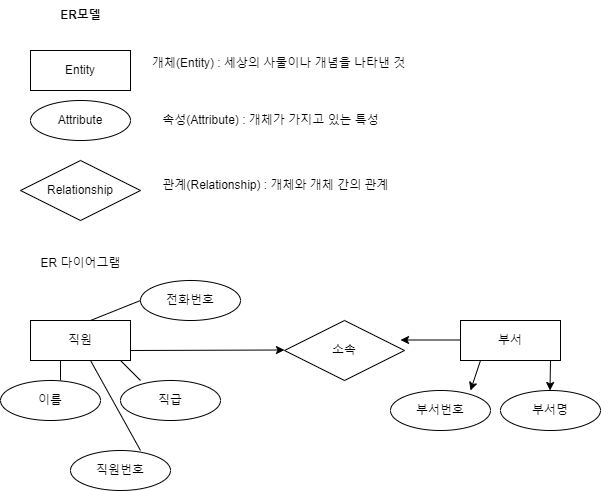 ER모델
Entity
개체(Entity) : 세상의 사물이나 개념을 나타낸 것
Attribute
속성(Attribute) : 개체가 가지고 있는 특성
Relationship
관계(Relationship) : 개체와 개체 간의 관계
ER 다이어그램
전화번호
직원
소속
부서
이름
직급
부서번호
부서명
직원번호